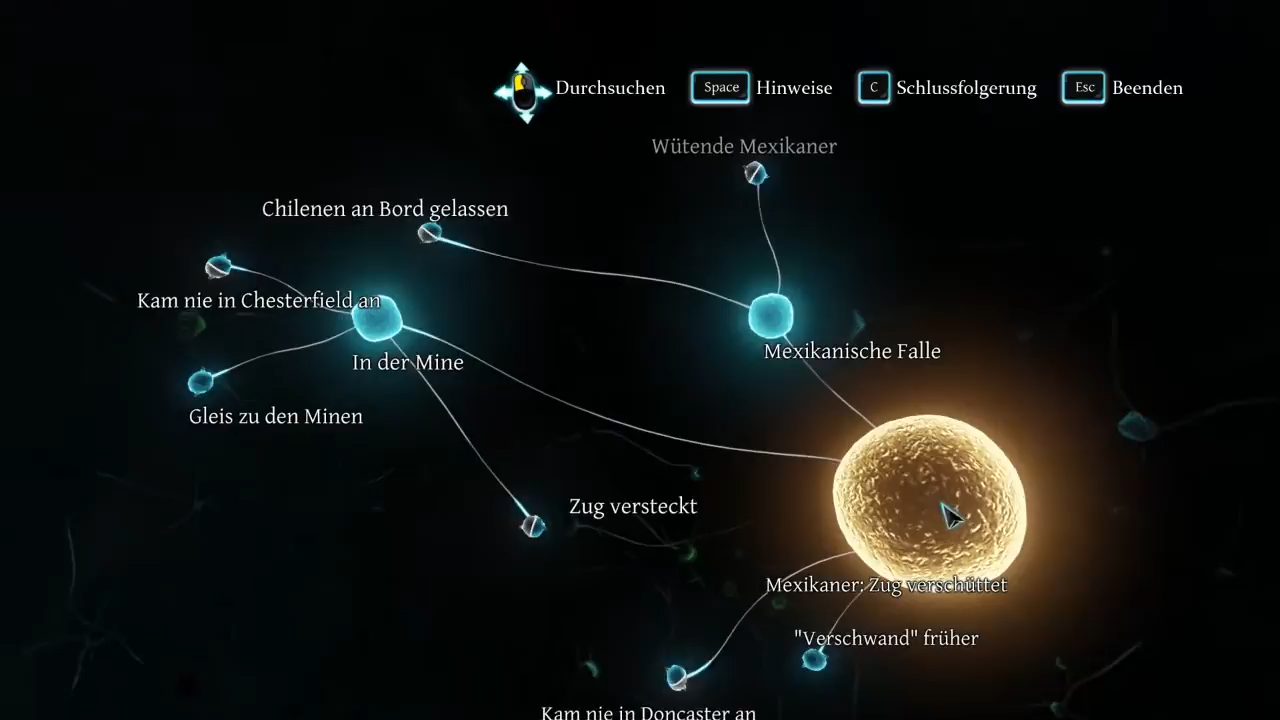 Durchsuchen Space Hinweise C Schlussfolgerung Esc Beenden
Wütende Mexikaner
Chilenen an Bord gelassen
Kam nie in Chesterfield an
In der Mine
Mexikanische Falle
Gleis zu den Minen
Zug versteckt
Mexikaner: Zug verschüttet
"Verschwand" früher
Kam nie in Doncaster an